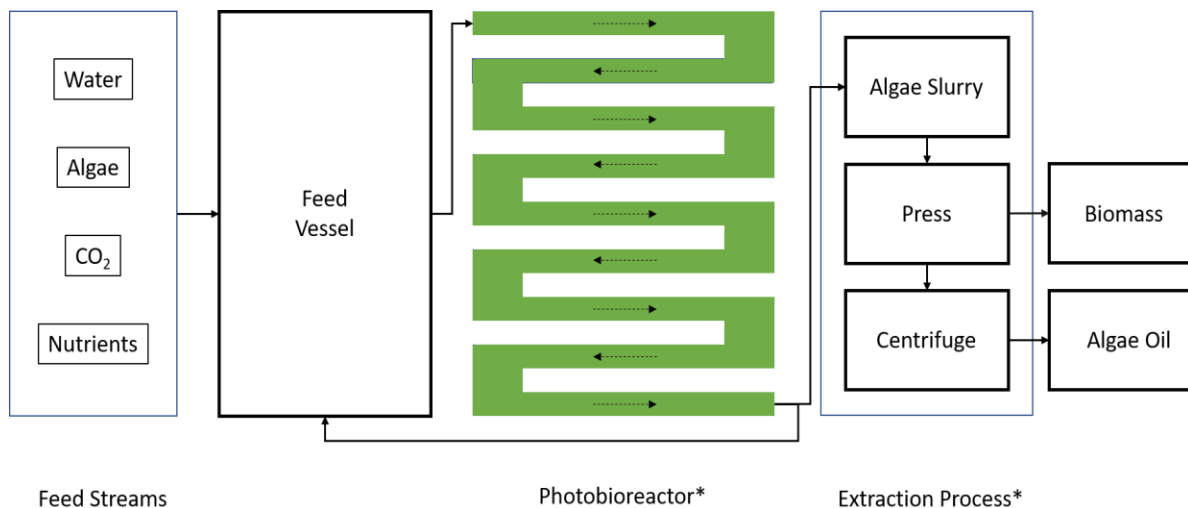 Water
Algae
CO₂
Nutrients
Feed Streams
Feed
Vessel
Photobioreactor*
Algae Slurry
Press
Centrifuge
Extraction Process*
Biomass
Algae Oil